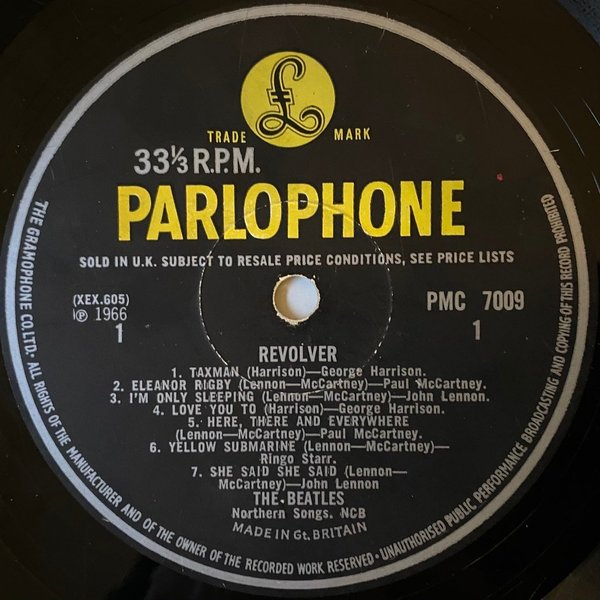 TRADE MARK
33⅓ R.P.M.
PARLOPHONE
SOLD IN U.K. SUBJECT TO RESALE PRICE CONDITIONS, SEE PRICE LISTS
(XEX.605)
Ⓟ 1966
1
PMC 7009
1
REVOLVER
1. TAXMAN (Harrison)—George Harrison.
2. ELEANOR RIGBY (Lennon—McCartney)—Paul McCartney.
3. I'M ONLY SLEEPING (Lennon—McCartney)—John Lennon.
4. LOVE YOU TO (Harrison)—George Harrison.
5. HERE, THERE AND EVERYWHERE
(Lennon—McCartney)—Paul McCartney.
6. YELLOW SUBMARINE (Lennon—McCartney)—
Ringo Starr.
7. SHE SAID SHE SAID (Lennon—
McCartney)—John Lennon
THE·BEATLES
Northern Songs. NCB
MADE IN Gt. BRITAIN
THE GRAMOPHONE CO. LTD. · ALL RIGHTS OF THE MANUFACTURER AND OF THE OWNER OF THE RECORDED WORK RESERVED · UNAUTHORISED PUBLIC PERFORMANCE BROADCASTING AND COPYING OF THIS RECORD PROHIBITED